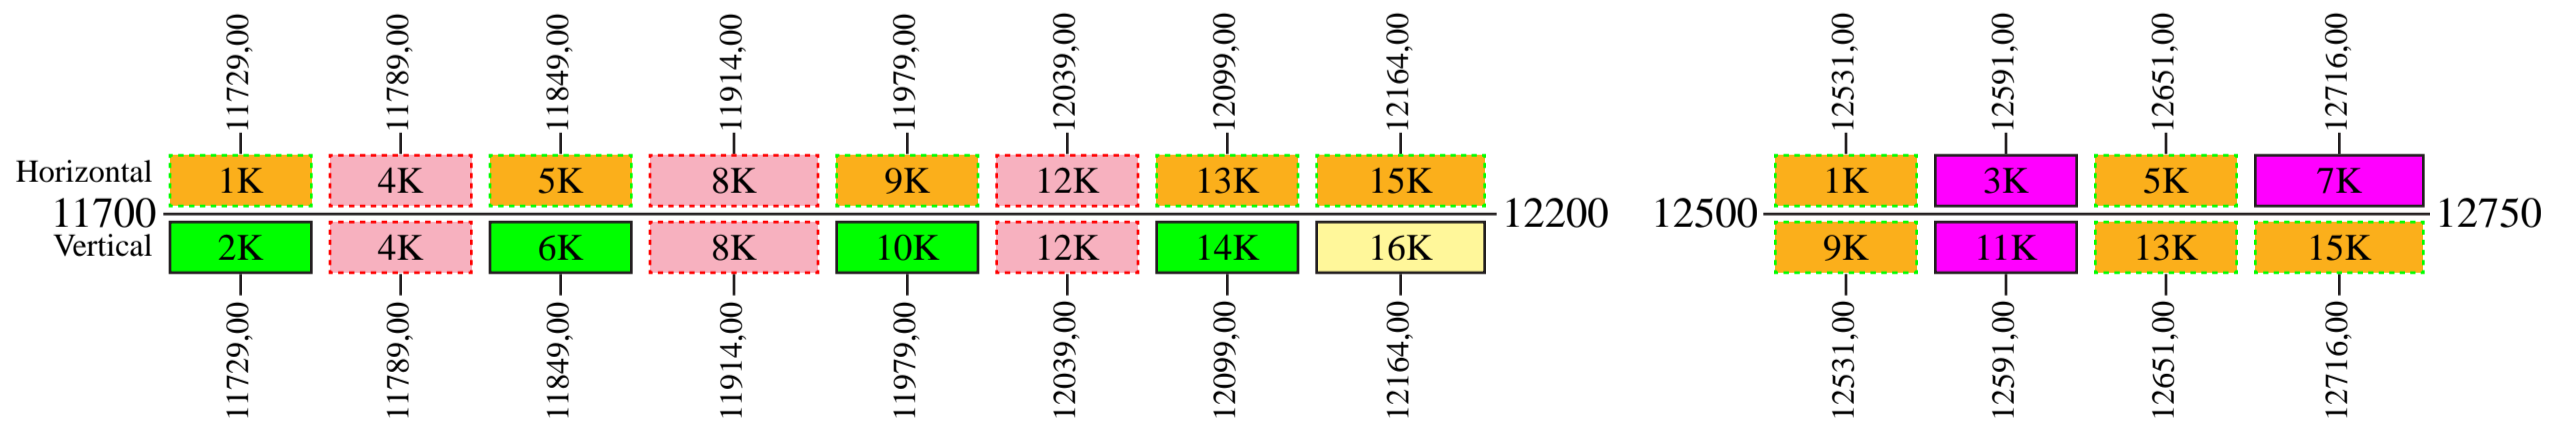 11729,00 11789,00 11849,00 11914,00 11979,00 12039,00 12099,00 12164,00 12531,00 12591,00 12651,00 12716,00
Horizontal 1K 4K 5K 8K 9K 12K 13K 15K 1K 3K 5K 7K
11700 12200 12500 12750
Vertical 2K 4K 6K 8K 10K 12K 14K 16K 9K 11K 13K 15K
11729,00 11789,00 11849,00 11914,00 11979,00 12039,00 12099,00 12164,00 12531,00 12591,00 12651,00 12716,00